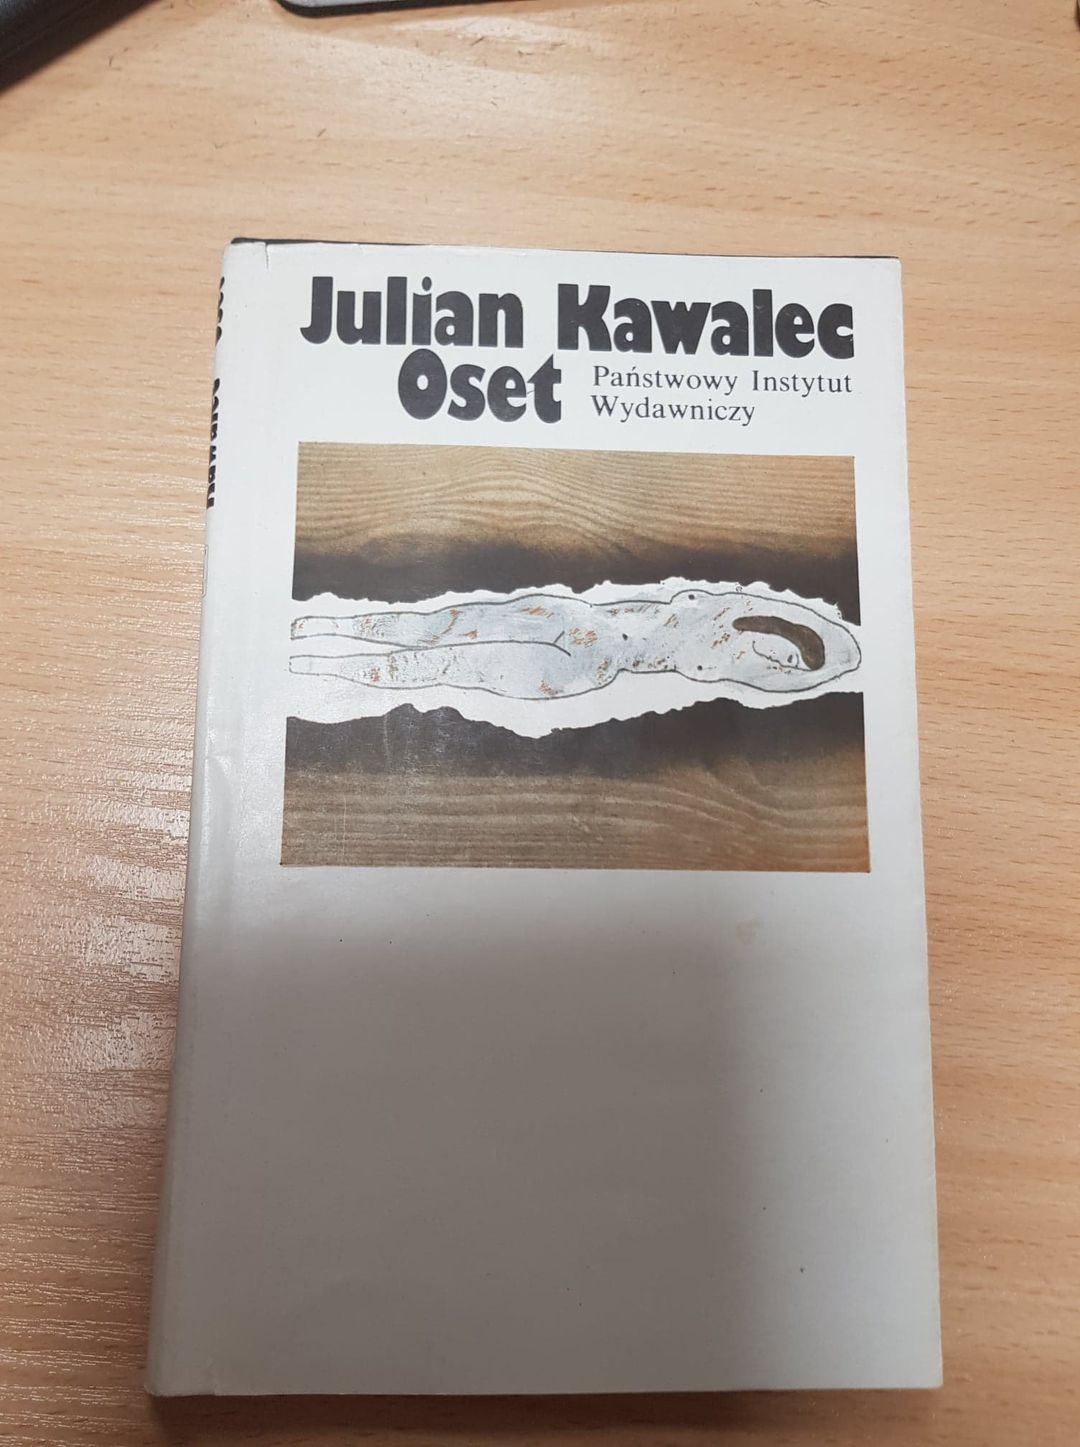 Julian Kawalec
Oset
Państwowy Instytut
Wydawniczy